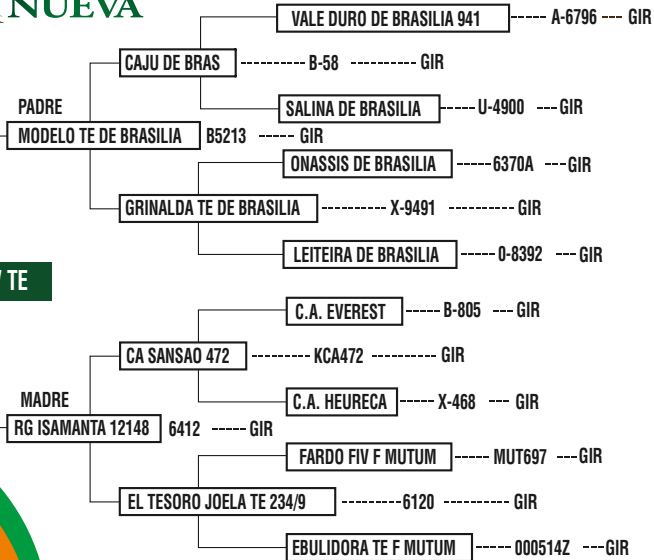 NUEVA
VALE DURO DE BRASILIA 941 ----- A-6796 --- GIR
CAJU DE BRAS ---------- B-58 ---------- GIR
PADRE
SALINA DE BRASILIA ----- U-4900 --- GIR
MODELO TE DE BRASILIA B5213 ----- GIR
ONASSIS DE BRASILIA ----- 6370A --- GIR
GRINALDA TE DE BRASILIA ---------- X-9491 ---------- GIR
LEITEIRA DE BRASILIA ----- 0-8392 --- GIR
TE
C.A. EVEREST ----- B-805 --- GIR
CA SANSAO 472 --------- KCA472 ---------- GIR
MADRE
C.A. HEURECA ----- X-468 --- GIR
RG ISAMANTA 12148 6412 ----- GIR
FARDO FIV F MUTUM ----- MUT697 --- GIR
EL TESORO JOELA TE 234/9 --------- 6120 ---------- GIR
EBULIDORA TE F MUTUM ----- 000514Z --- GIR